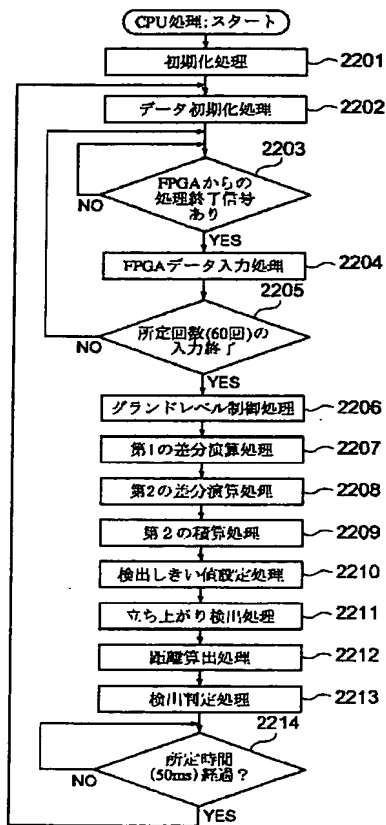 CPU処理:スタート
初期化処理
2201
データ初期化処理
2202
2203
FPGAからの
処理終了信号
あり
NO
YES
FPGAデータ入力処理
2204
2205
所定回数(60回)の
入力終了
NO
YES
グランドレベル制御処理
2206
第1の差分演算処理
2207
第2の差分演算処理
2208
第2の積算処理
2209
検出しきい値設定処理
2210
立ち上がり検出処理
2211
距離算出処理
2212
検出判定処理
2213
2214
所定時間
(50ms)経過?
NO
YES